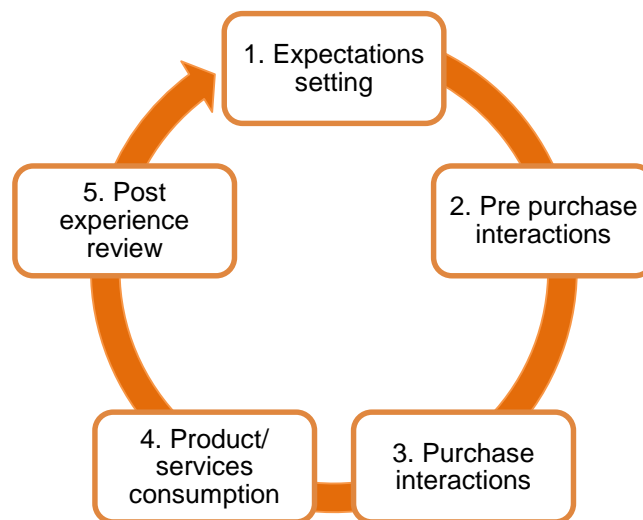 1. Expectations
setting
2. Pre purchase
interactions
3. Purchase
interactions
4. Product/
services
consumption
5. Post
experience
review